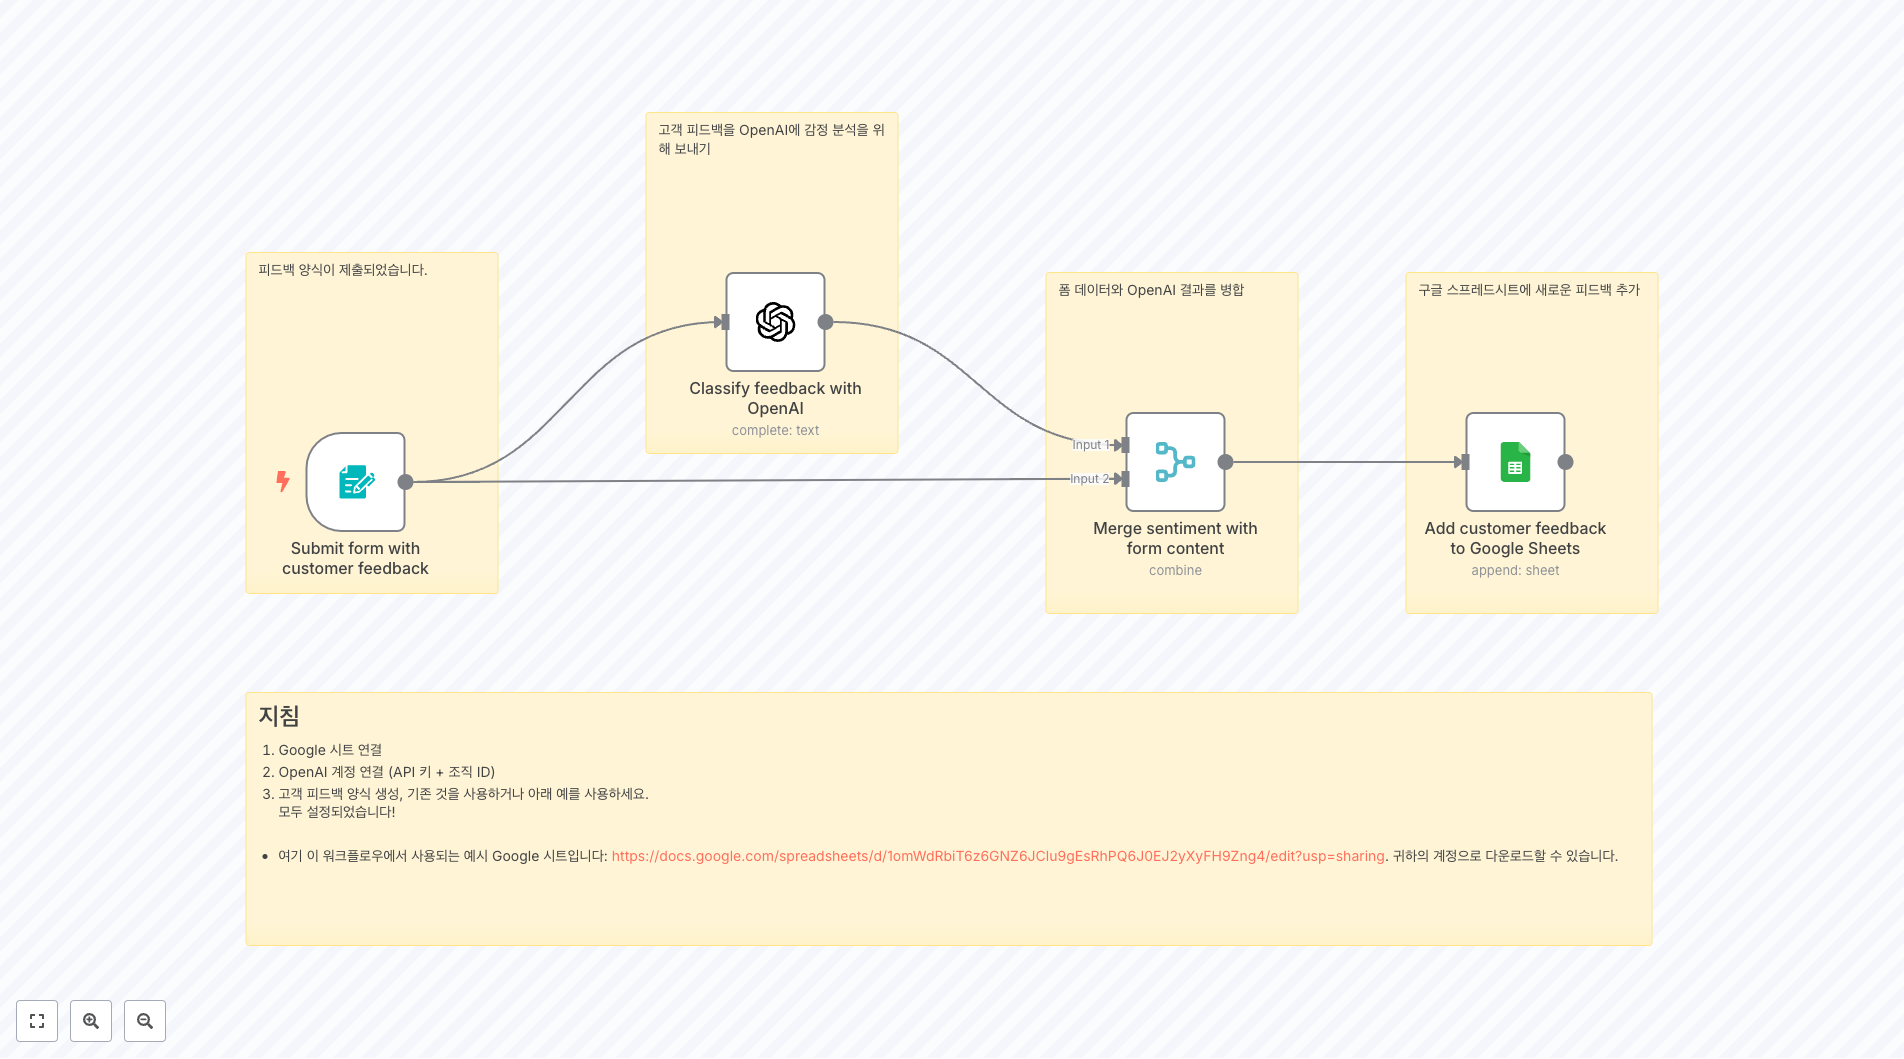 고객 피드백을 OpenAI에 감정 분석을 위
해 보내기
피드백 양식이 제출되었습니다.
폼 데이터와 OpenAI 결과를 병합
구글 스프레드시트에 새로운 피드백 추가
Classify feedback with
OpenAI
complete: text
Input 1
Input 2
Submit form with
customer feedback
Merge sentiment with
form content
combine
Add customer feedback
to Google Sheets
append: sheet
지침
1. Google 시트 연결
2. OpenAI 계정 연결 (API 키 + 조직 ID)
3. 고객 피드백 양식 생성, 기존 것을 사용하거나 아래 예를 사용하세요.
모두 설정되었습니다!
• 여기 이 워크플로우에서 사용되는 예시 Google 시트입니다: https://docs.google.com/spreadsheets/d/1omWdRbiT6z6GNZ6JClu9gEsRhPQ6J0EJ2yXyFH9Zng4/edit?usp=sharing. 귀하의 계정으로 다운로드할 수 있습니다.